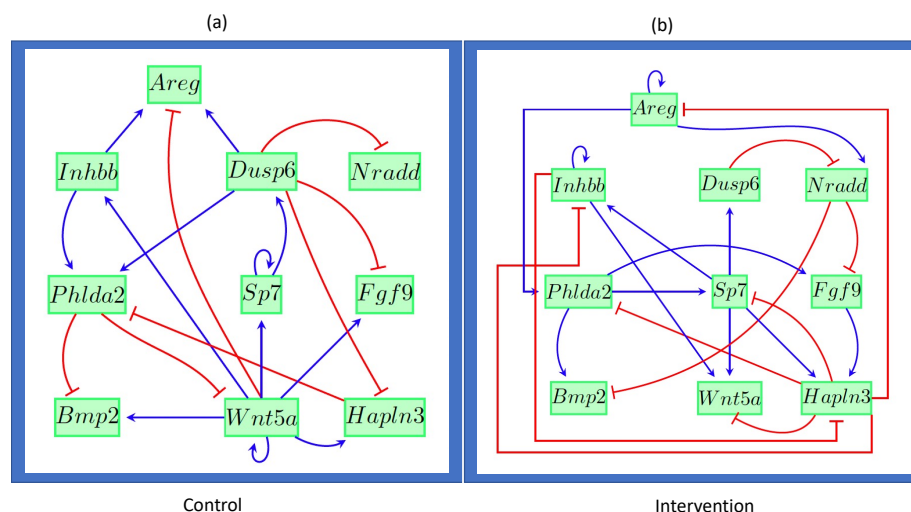 (a)
Areg
Inhbb
Dusp6
Nradd
Phlda2
Sp7
Fgf9
Bmp2
Wnt5a
Hapln3
Control
(b)
Areg
Inhbb
Dusp6
Nradd
Phlda2
Sp7
Fgf9
Bmp2
Wnt5a
Hapln3
Intervention